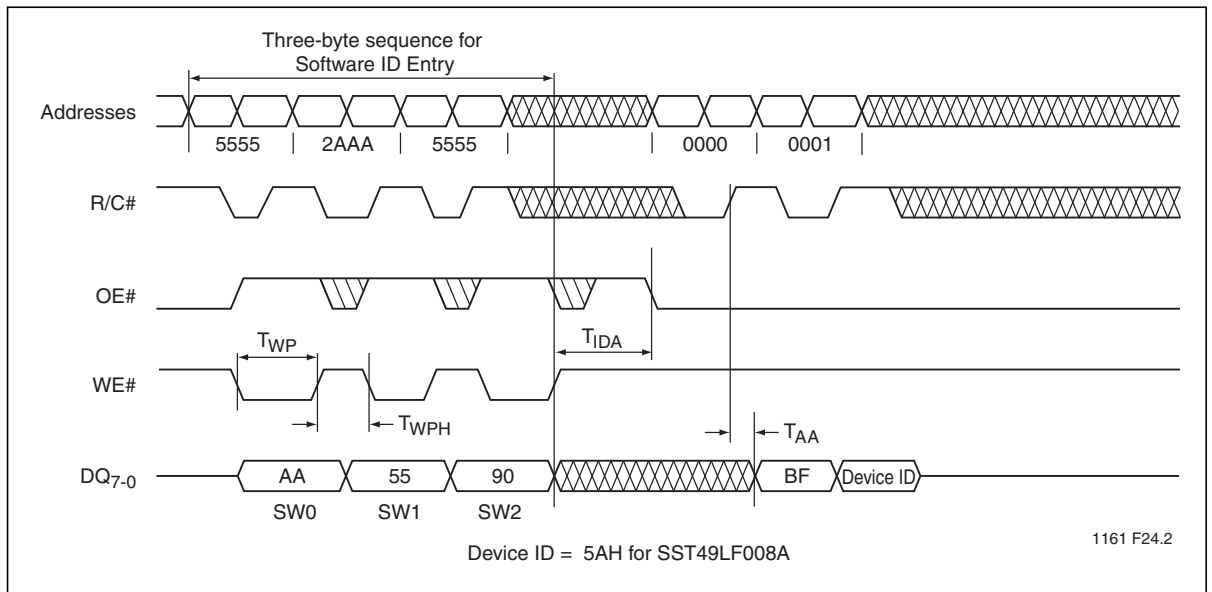 Three-byte sequence for
Software ID Entry
Addresses
5555 2AAA 5555 0000 0001
R/C#
OE#
TWP TIDA
WE#
TWPH TAA
DQ7-0 AA 55 90 BF Device ID
SW0 SW1 SW2
Device ID = 5AH for SST49LF008A
1161 F24.2